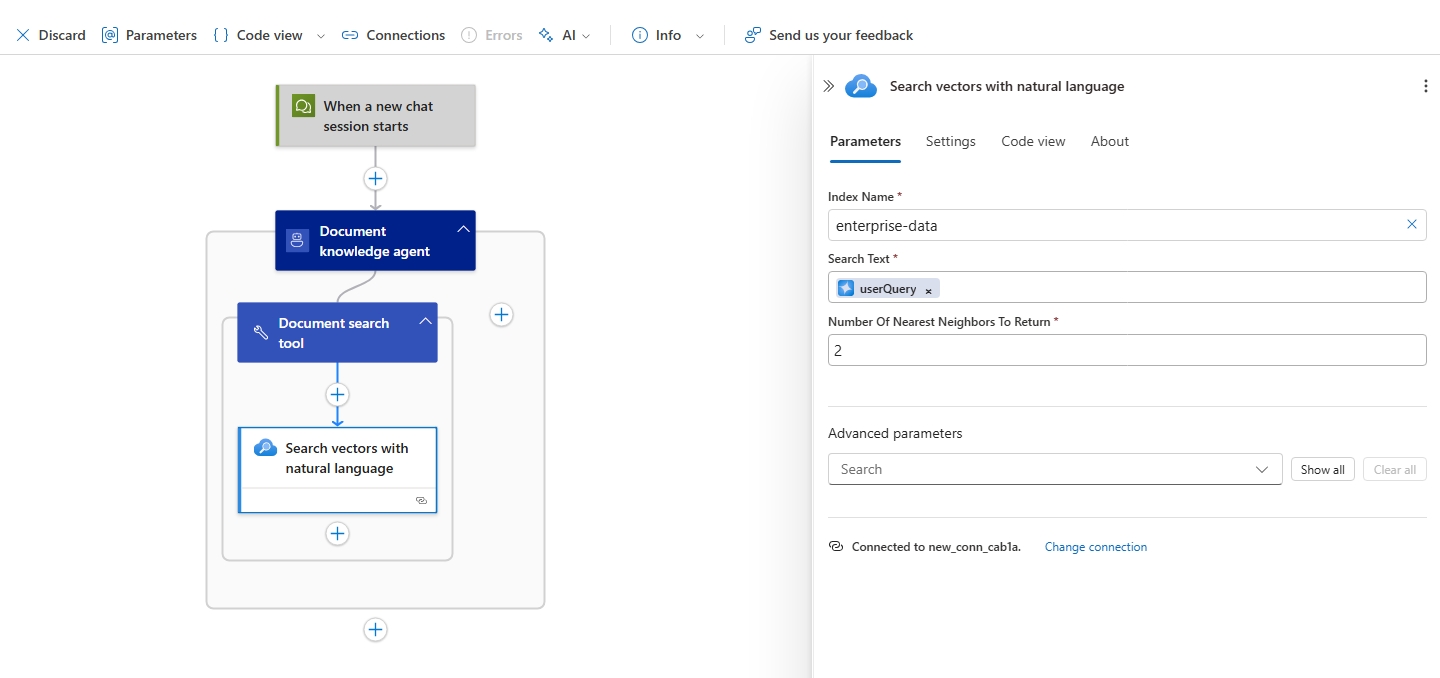 Discard Parameters Code view Connections Errors AI Info Send us your feedback
When a new chat
session starts
Document
knowledge agent
Document search
tool
Search vectors with
natural language
Search vectors with natural language
Parameters Settings Code view About
Index Name *
enterprise-data
Search Text *
userQuery ×
Number Of Nearest Neighbors To Return *
2
Advanced parameters
Search Show all Clear all
Connected to new_conn_cab1a. Change connection